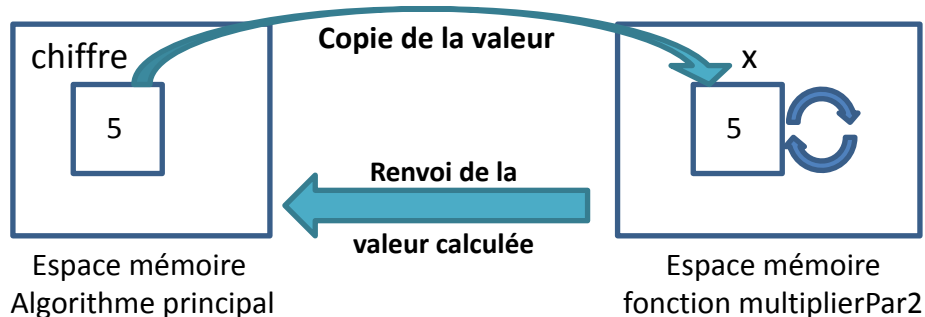 chiffre
5
Copie de la valeur
x
5
Renvoi de la
valeur calculée
Espace mémoire
Algorithme principal
Espace mémoire
fonction multiplierPar2